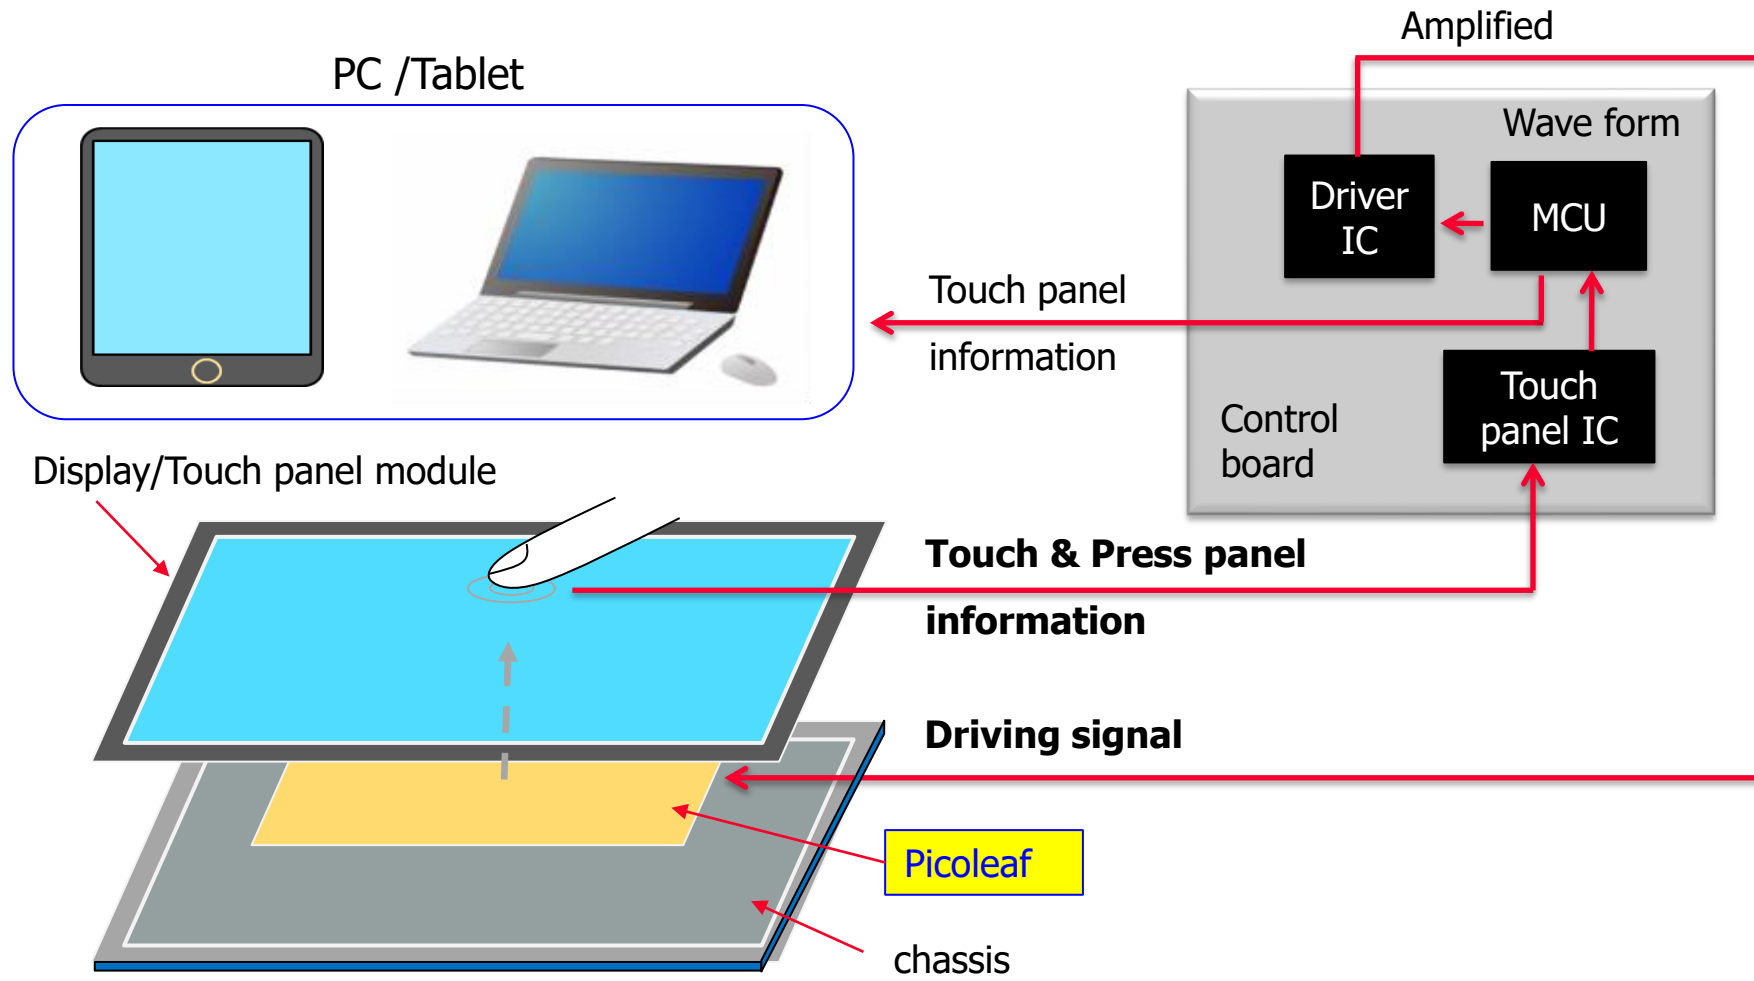 Amplified
PC /Tablet
Wave form
Driver
IC
MCU
Touch panel
information
Touch
panel IC
Control
board
Display/Touch panel module
Touch & Press panel
information
Driving signal
Picoleaf
chassis